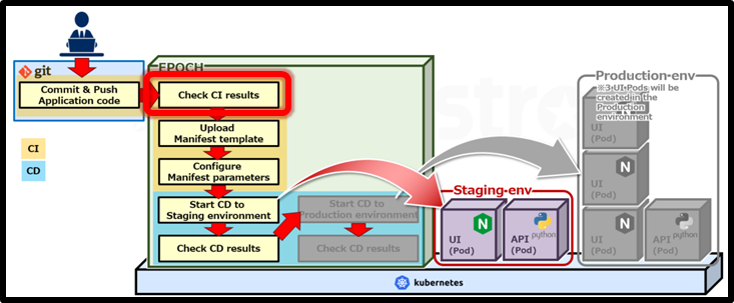 git
Commit & Push
Application code
EPOCH
Check CI results
Upload
Manifest template
Configure
Manifest parameters
Start CD to
Staging environment
Check CD results
Start CD to
Production environment
Check CD results
CI
CD
Staging-env
UI
(Pod)
API
(Pod)
python
Production-env
※3 UI Pods will be
created in the
Production
environment
UI
(Pod)
UI
(Pod)
UI
(Pod)
API
(Pod)
python
kubernetes